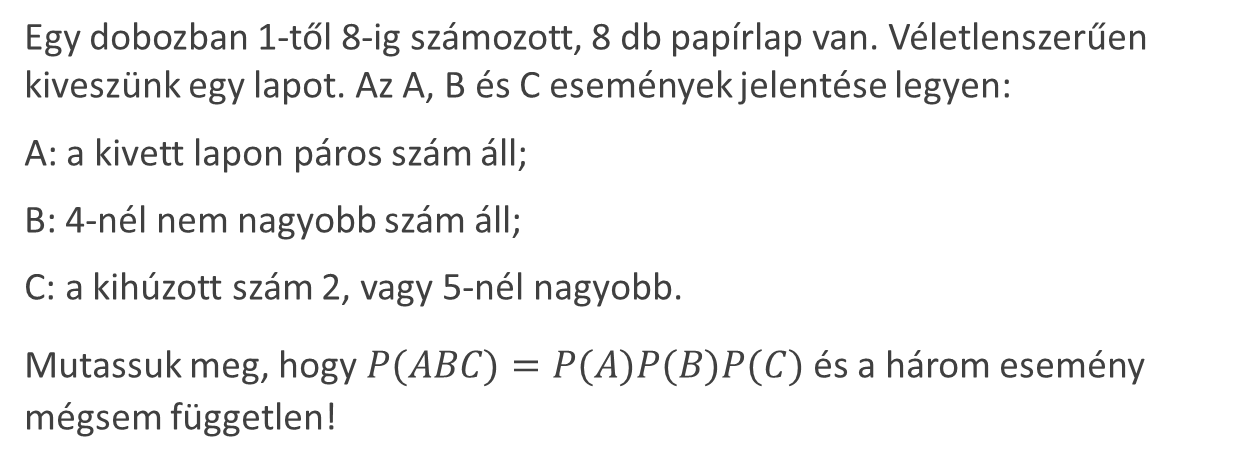 Egy dobozban 1-től 8-ig számozott, 8 db papírlap van. Véletlenszerűen
kiveszünk egy lapot. Az A, B és C események jelentése legyen:
A: a kivett lapon páros szám áll;
B: 4-nél nem nagyobb szám áll;
C: a kihúzott szám 2, vagy 5-nél nagyobb.
Mutassuk meg, hogy P(ABC) = P(A)P(B)P(C) és a három esemény
mégsem független!